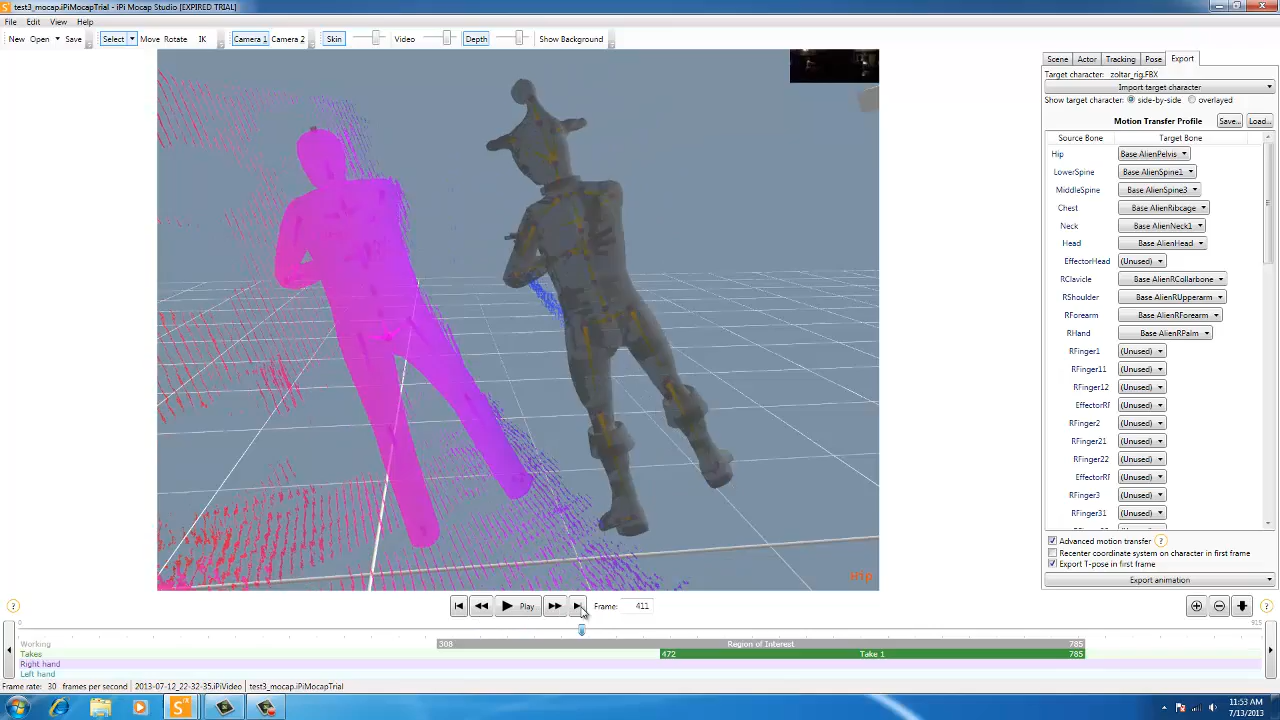 test3_mocap.iPiMocapTrial - iPi Mocap Studio [EXPIRED TRIAL]
File Edit View Help
New Open Save Select Move Rotate IK Camera 1 Camera 2 Skin Video Depth Show Background
Scene Actor Tracking Pose Export
Target character: zoltar_rig.FBX
Import target character
Show target character: side-by-side overlayed
Motion Transfer Profile Save... Load...
Source Bone Target Bone
Hip Base AlienPelvis
LowerSpine Base AlienSpine1
MiddleSpine Base AlienSpine3
Chest Base AlienRibcage
Neck Base AlienNeck1
Head Base AlienHead
EffectorHead (Unused)
RClavicle Base AlienRCollarbone
RShoulder Base AlienRUpperarm
RForearm Base AlienRForearm
RHand Base AlienRPalm
RFinger1 (Unused)
RFinger11 (Unused)
RFinger12 (Unused)
EffectorRF (Unused)
RFinger2 (Unused)
RFinger21 (Unused)
RFinger22 (Unused)
EffectorRF (Unused)
RFinger3 (Unused)
RFinger31 (Unused)
Advanced motion transfer ?
Recenter coordinate system on character in first frame
Export T-pose in first frame
Export animation
Hip
? Play Frame: 411 ?
0 915
Working 308 Region of Interest 785
Takes 472 Take 1 785
Right hand
Left hand
Frame rate: 30 frames per second 2013-07-12_22-32-35.iPiVideo test3_mocap.iPiMocapTrial
11:53 AM
7/13/2013